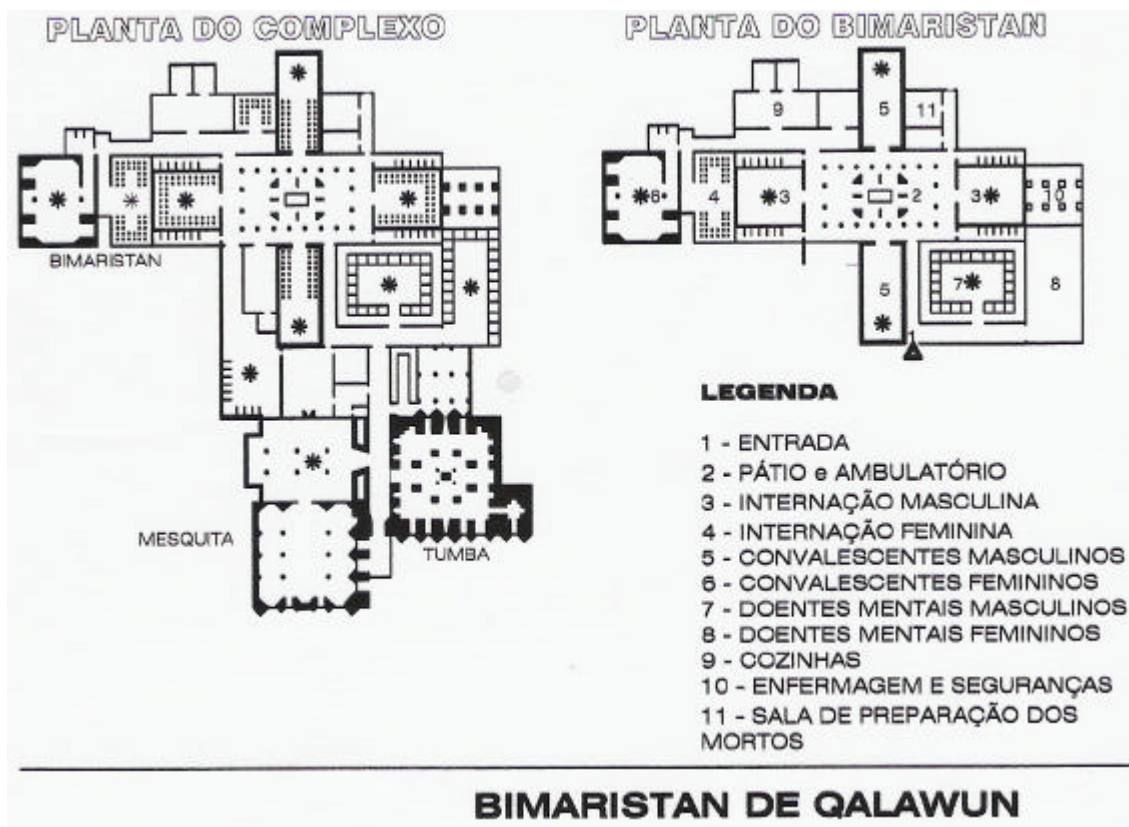 PLANTA DO COMPLEXO
BIMARISTAN
MESQUITA
TUMBA
PLANTA DO BIMARISTAN
9
5
11
6
4
3
2
3
10
5
7
8
1
LEGENDA
1 - ENTRADA
2 - PÁTIO e AMBULATÓRIO
3 - INTERNAÇÃO MASCULINA
4 - INTERNAÇÃO FEMININA
5 - CONVALESCENTES MASCULINOS
6 - CONVALESCENTES FEMININOS
7 - DOENTES MENTAIS MASCULINOS
8 - DOENTES MENTAIS FEMININOS
9 - COZINHAS
10 - ENFERMAGEM E SEGURANÇAS
11 - SALA DE PREPARAÇÃO DOS
MORTOS
BIMARISTAN DE QALAWUN